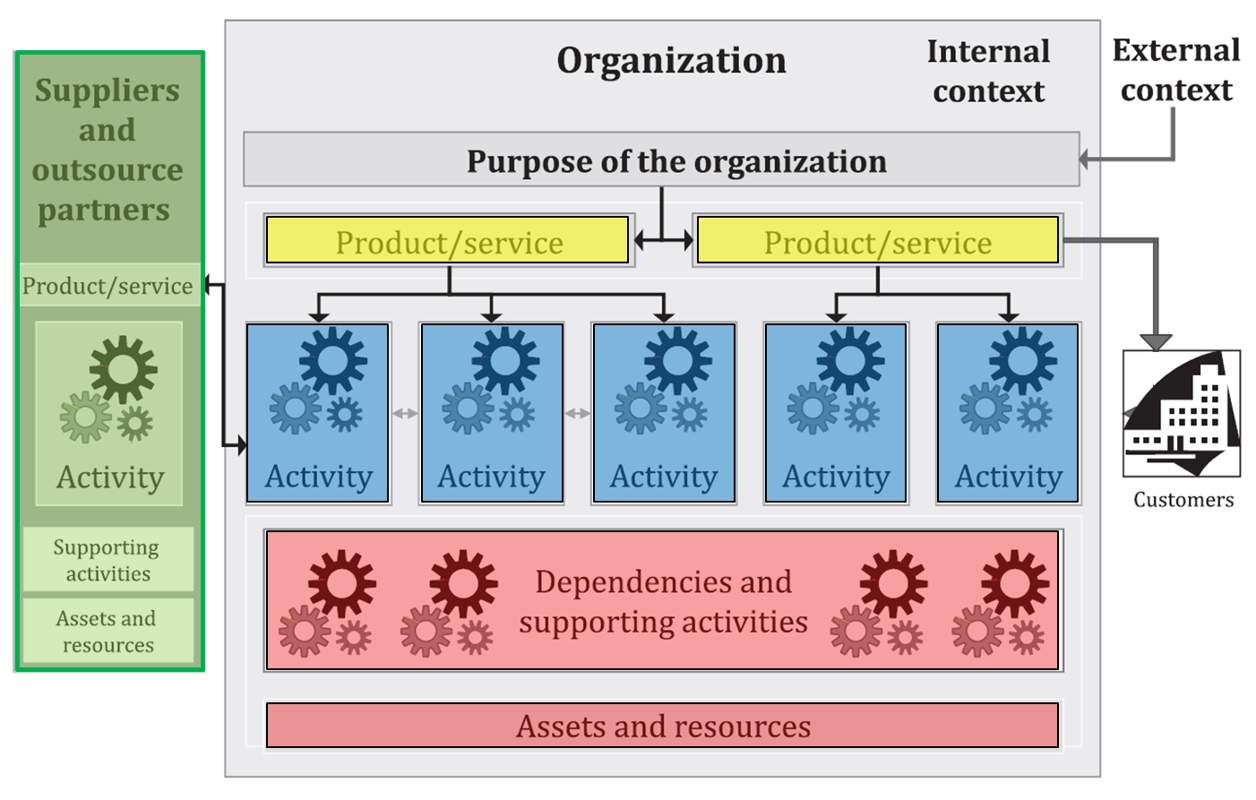 Suppliers
and
outsource
partners
Product/service
Activity
Supporting
activities
Assets and
resources
Organization
Internal
context
External
context
Purpose of the organization
Product/service
Product/service
Activity
Activity
Activity
Activity
Activity
Customers
Dependencies and
supporting activities
Assets and resources